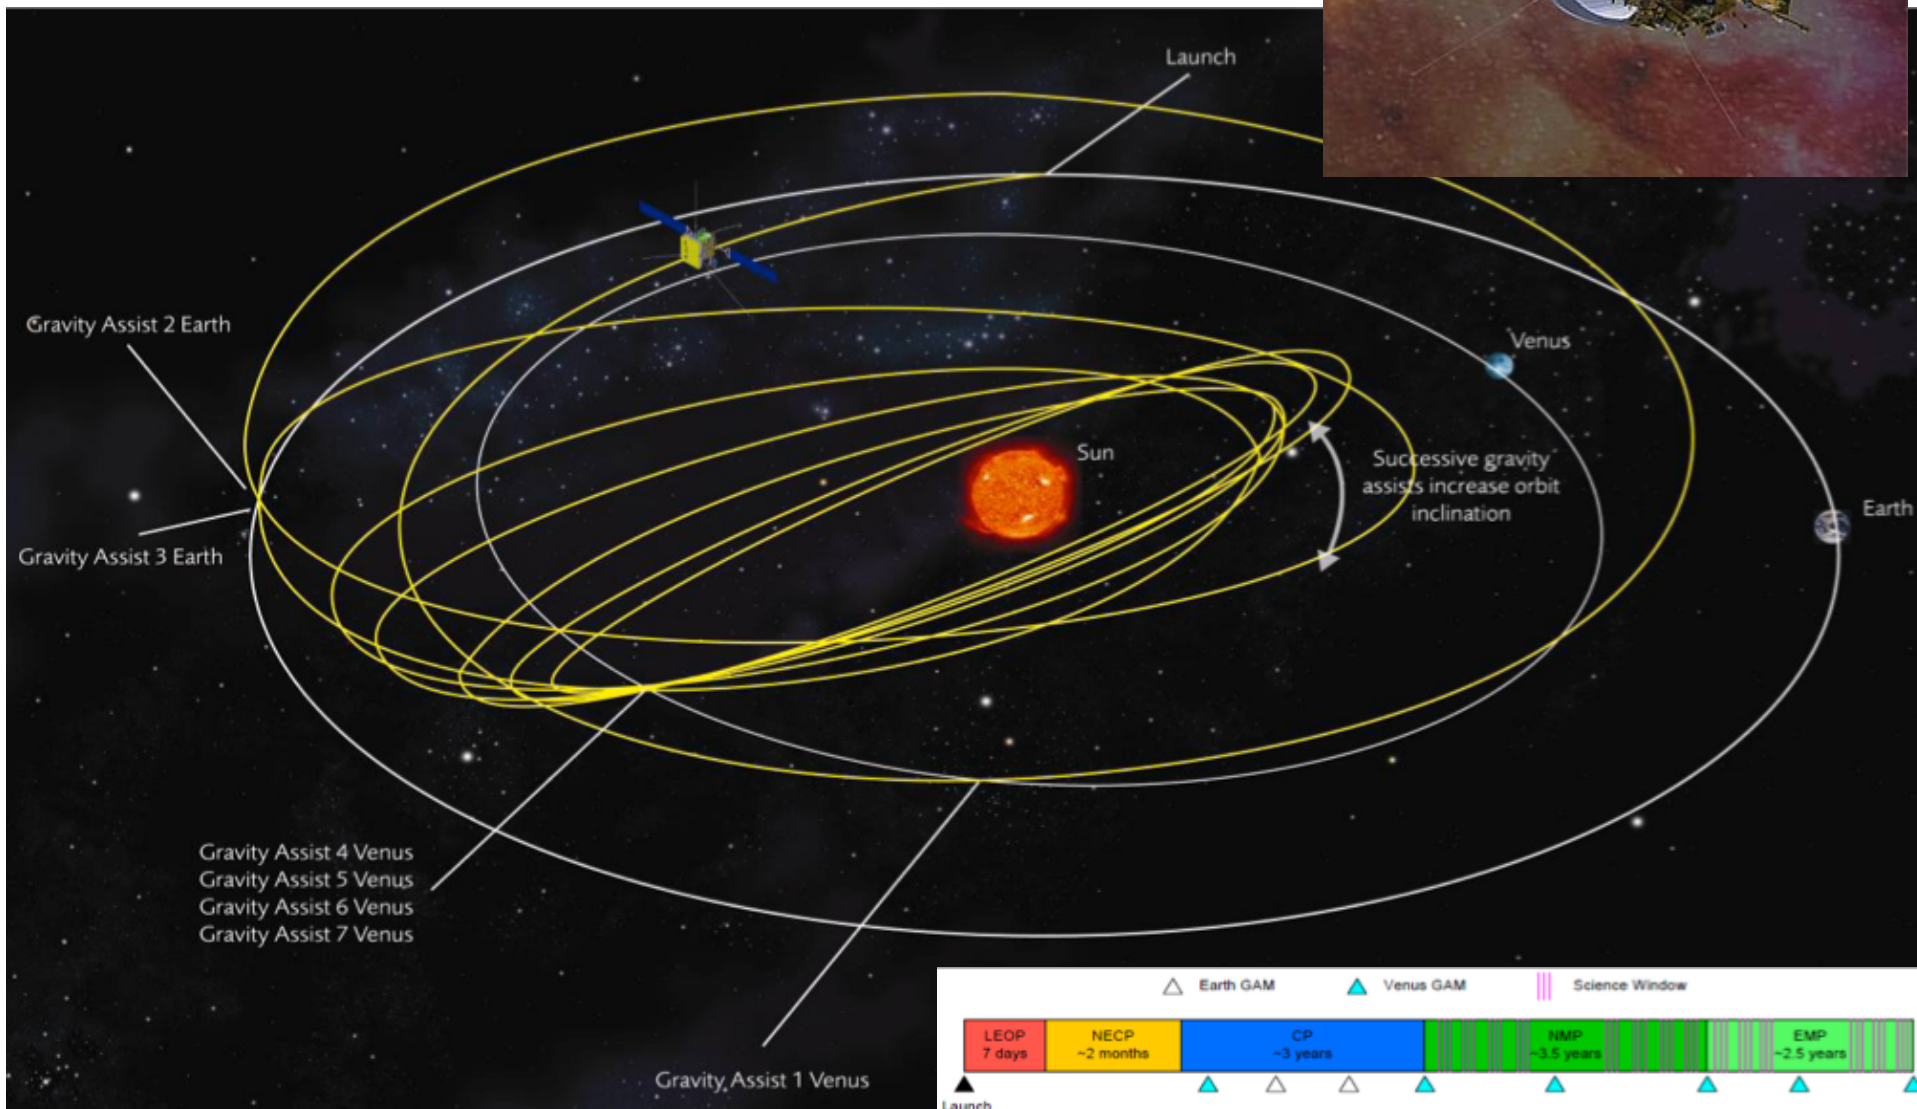 Launch
Gravity Assist 2 Earth
Venus
Sun
Successive gravity
assists increase orbit
inclination
Earth
Gravity Assist 3 Earth
Gravity Assist 4 Venus
Gravity Assist 5 Venus
Gravity Assist 6 Venus
Gravity Assist 7 Venus
Gravity Assist 1 Venus
Earth GAM
Venus GAM
Science Window
LEOP
7 days
NECP
~2 months
CP
~3 years
NMP
~3.5 years
EMP
~2.5 years
Launch